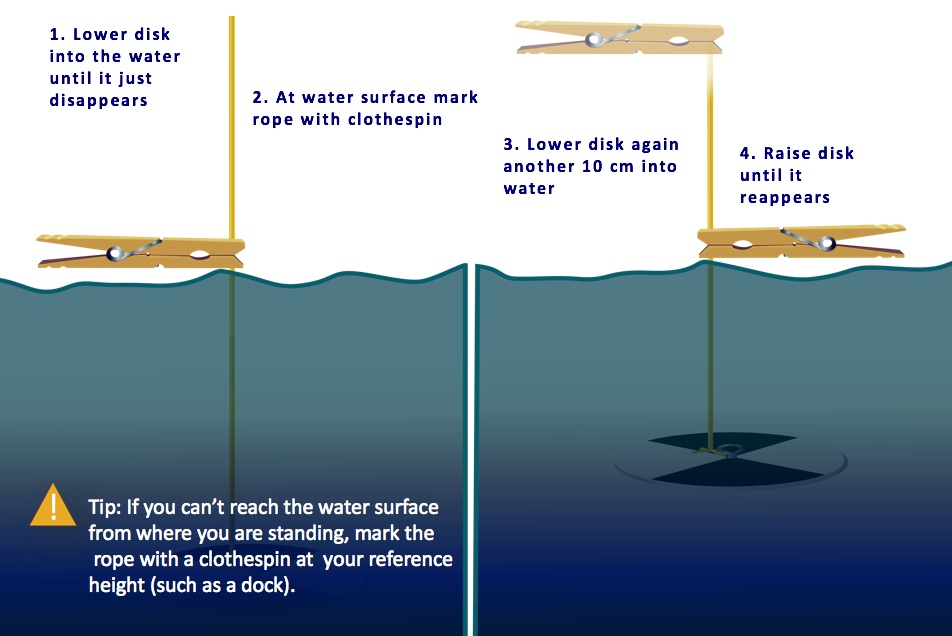 1. Lower disk
into the water
until it just
disappears
2. At water surface mark
rope with clothespin
3. Lower disk again
another 10 cm into
water
4. Raise disk
until it
reappears
Tip: If you can’t reach the water surface
from where you are standing, mark the
rope with a clothespin at your reference
height (such as a dock).